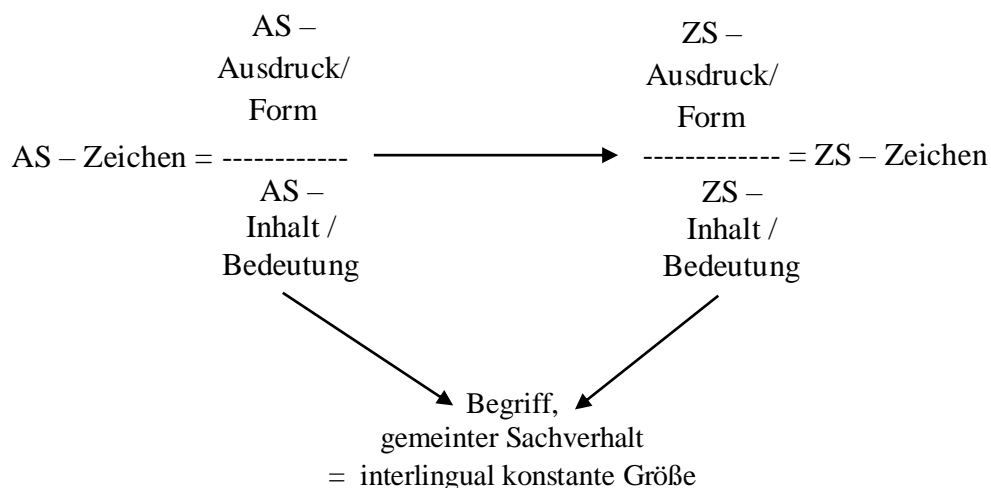 AS –
Ausdruck/
Form
AS – Zeichen = ------------
AS –
Inhalt /
Bedeutung
ZS –
Ausdruck/
Form
------------- = ZS – Zeichen
ZS –
Inhalt /
Bedeutung
Begriff,
gemeinter Sachverhalt
= interlingual konstante Größe